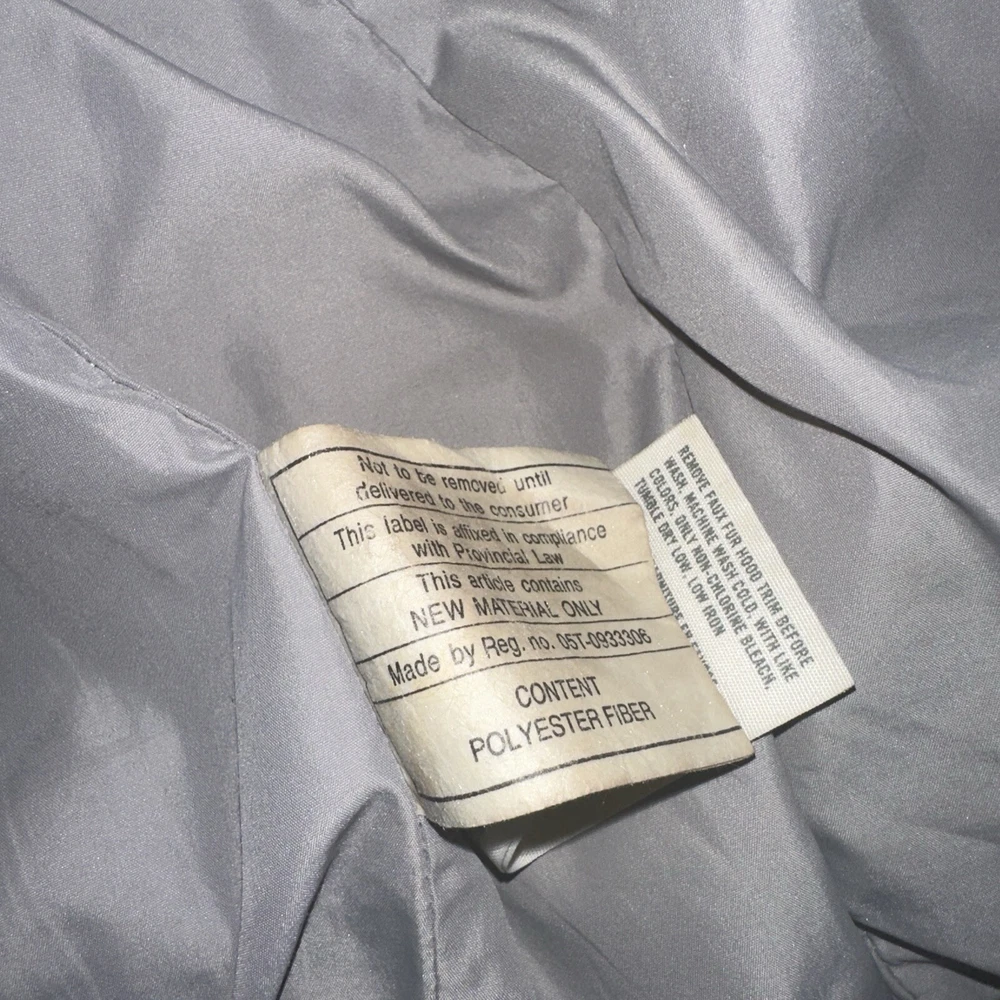 Not to be removed until
delivered to the consumer
This label is affixed in compliance
with Provincial Law
This article contains
NEW MATERIAL ONLY
Made by Reg. no. 05T-0933306
CONTENT
POLYESTER FIBER
REMOVE FAUX FUR HOOD TRIM BEFORE
WASH. MACHINE WASH COLD. WITH LIKE
COLORS. ONLY NON-CHLORINE BLEACH.
TUMBLE DRY LOW. LOW IRON